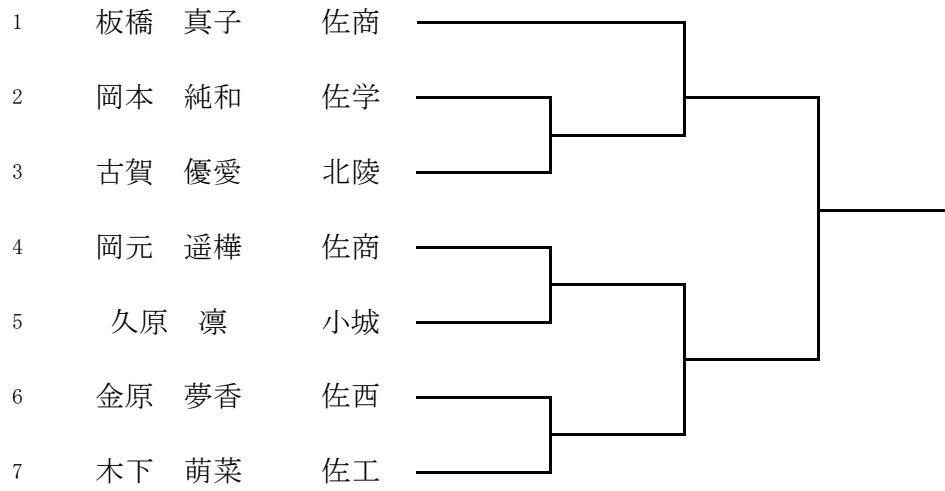 1 板橋 真子 佐商
2 岡本 純和 佐学
3 古賀 優愛 北陵
4 岡元 遥樺 佐商
5 久原 凛 小城
6 金原 夢香 佐西
7 木下 萌菜 佐工